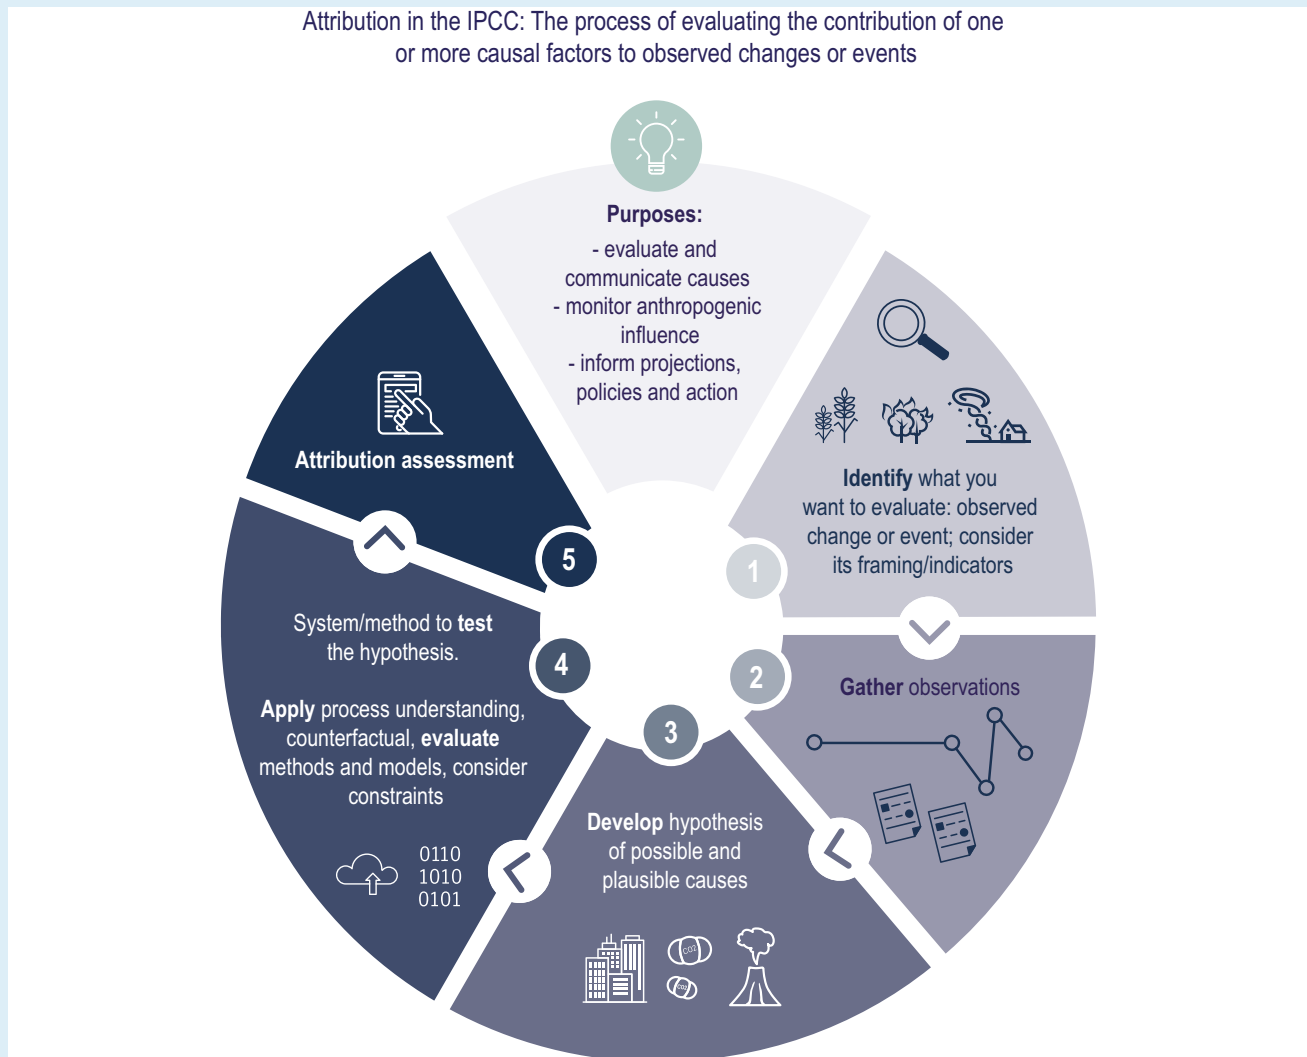 Attribution in the IPCC: The process of evaluating the contribution of one
or more causal factors to observed changes or events
Purposes:
- evaluate and
communicate causes
- monitor anthropogenic
influence
- inform projections,
policies and action
Identify what you
want to evaluate: observed
change or event; consider
its framing/indicators
1
2
Gather observations
3
Develop hypothesis
of possible and
plausible causes
CO2
CO2
4
System/method to test
the hypothesis.
Apply process understanding,
counterfactual, evaluate
methods and models, consider
constraints
0110
1010
0101
5
Attribution assessment